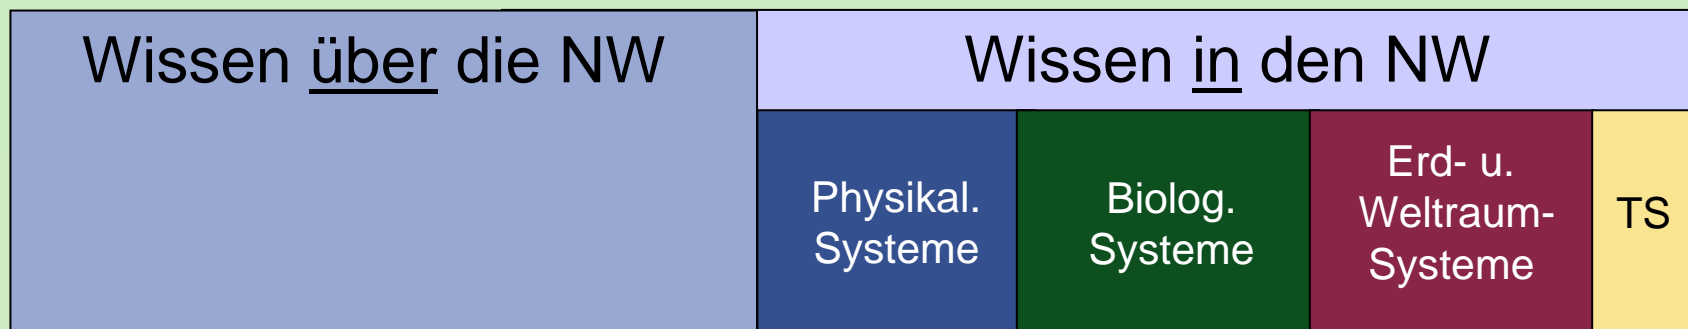 Wissen über die NW
Wissen in den NW
Physikal.
Systeme
Biolog.
Systeme
Erd- u.
Weltraum-
Systeme
TS